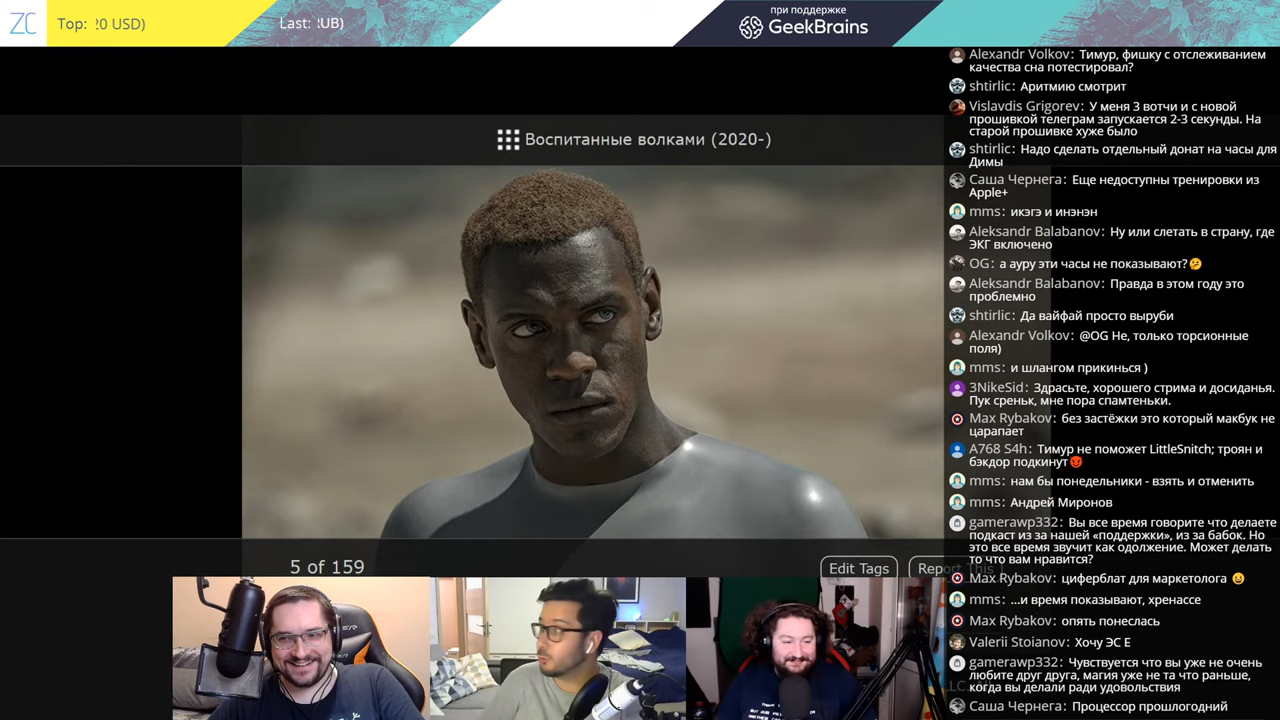 ZC Top: 20 USD) Last: UB)
при поддержке
GeekBrains
Воспитанные волками (2020-)
5 of 159
Edit Tags
Report This
Alexandr Volkov: Тимур, фишку с отслеживанием
качества сна потестировал?
shtirlic: Аритмию смотрит
Vislavdis Grigorev: У меня 3 вотчи и с новой
прошивкой телеграм запускается 2-3 секунды. На
старой прошивке хуже было
shtirlic: Надо сделать отдельный донат на часы для
Димы
Саша Чернега: Еще недоступны тренировки из
Apple+
mms: икэгэ и инэнэн
Aleksandr Balabanov: Ну или слетать в страну, где
ЭКГ включено
OG: а ауру эти часы не показывают?🤔
Aleksandr Balabanov: Правда в этом году это
проблемно
shtirlic: Да вайфай просто выруби
Alexandr Volkov: @OG Не, только торсионные
поля)
mms: и шлангом прикинься )
3NikeSid: Здрасьте, хорошего стрима и досиданья.
Пук среньк, мне пора спамтеньки.
Max Rybakov: без застёжки это который макбук не
царапает
A768 S4h: Тимур не поможет LittleSnitch; троян и
бэкдор подкинут😈
mms: нам бы понедельники - взять и отменить
mms: Андрей Миронов
gamerawp332: Вы все время говорите что делаете
подкаст из за нашей «поддержки», из за бабок. Но
это все время звучит как одолжение. Может делать
то что вам нравится?
Max Rybakov: циферблат для маркетолога 😀
mms: ...и время показывают, хренассе
Max Rybakov: опять понеслась
Valerii Stoianov: Хочу ЭС Е
gamerawp332: Чувствуется что вы уже не очень
любите друг друга, магия уже не та что раньше,
когда вы делали ради удовольствия
Саша Чернега: Процессор прошлогодний